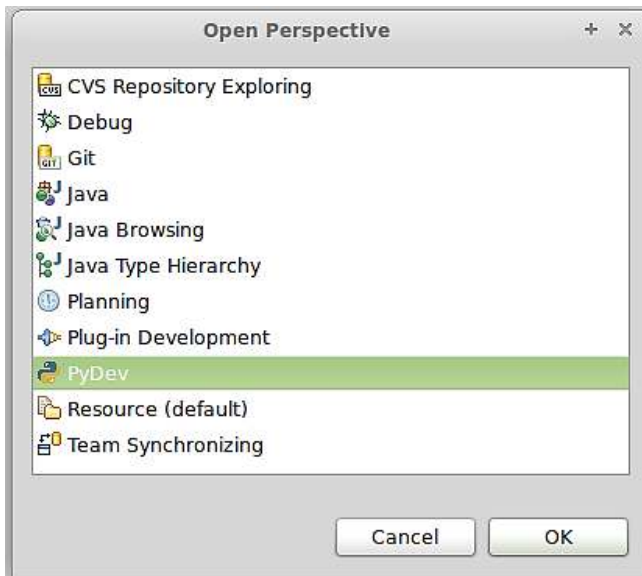 Open Perspective
CVS Repository Exploring
Debug
Git
Java
Java Browsing
Java Type Hierarchy
Planning
Plug-in Development
PyDev
Resource (default)
Team Synchronizing
Cancel OK